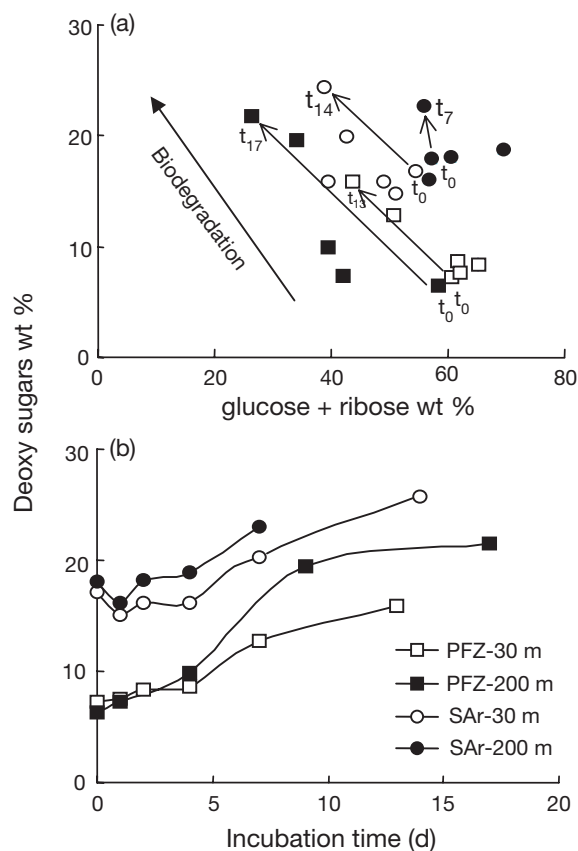 (a)
30
20
10
0
0
20
40
60
80
Biodegradation
t17
t14
t13
t0
t7
t0
t0 t0
glucose + ribose wt %
Deoxy sugars wt %
(b)
30
20
10
0
0
5
10
15
20
PFZ-30 m
PFZ-200 m
SAr-30 m
SAr-200 m
Incubation time (d)